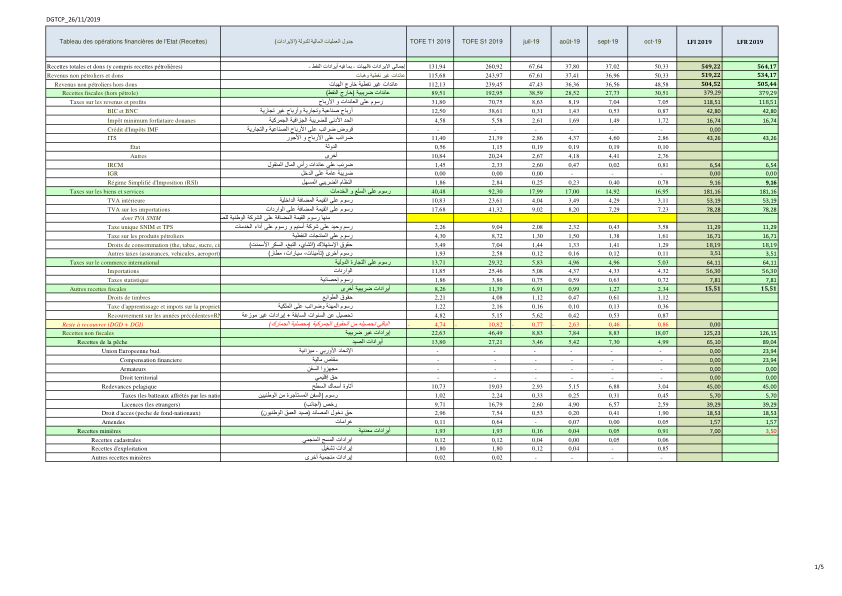 DGTCP_26/11/2019
Tableau des opérations financières de l'Etat (Recettes) جدول العمليات المالية للدولة (الإيرادات) TOFE T1 2019 TOFE S1 2019 juil-19 août-19 sept-19 oct-19 LFI 2019 LFR 2019
Recettes totales et dons (y compris recettes pétrolières) إجمالي الايرادات والهبات - بما فيه ايرادات النفط - 131,94 260,92 67,64 37,80 37,02 50,33 549,22 564,17
Revenus non pétroliers et dons عائدات غير نفطية وهبات 115,68 243,97 67,61 37,41 36,96 50,33 519,22 534,17
Revenus non pétroliers hors dons عائدات غير نفطية خارج الهبات 112,13 239,45 47,43 36,36 36,56 48,58 504,52 505,44
Recettes fiscales (hors pétrole) عائدات ضريبية (خارج النفط) 89,51 192,95 38,59 28,52 27,73 30,51 379,29 379,29
Taxes sur les revenus et profits رسوم على العائدات و الأرباح 31,80 70,75 8,63 8,19 7,04 7,05 118,51 118,51
BIC et BNC أرباح صناعية وتجارية وأرباح غير تجارية 12,50 38,61 0,31 1,43 0,53 0,87 42,80 42,80
Impôt minimum forfaitaire douanes الحد الأدنى للضريبة الجزافية الجمركية 4,58 5,58 2,61 1,69 1,49 1,72 16,74 16,74
Crédit d'Impôts IMF قروض ضرائب على الأرباح الصناعية والتجارية - - - - - - 0,00
ITS ضرائب على الأرباح و الأجور 11,40 21,39 2,86 4,37 4,60 2,86 43,26 43,26
Etat الدولة 0,56 1,15 0,19 0,19 0,19 0,10
Autres أخرى 10,84 20,24 2,67 4,18 4,41 2,76
IRCM ضريبة على عائدات رأس المال المنقول 1,45 2,33 2,60 0,47 0,02 0,81 6,54 6,54
IGR ضريبة عامة على الدخل 0,00 0,00 - - - - 0,00 0,00
Régime Simplifié d'Imposition (RSI) النظام الضريبي المسهل 1,86 2,84 0,25 0,23 0,40 0,78 9,16 9,16
Taxes sur les biens et services رسوم على السلع و الخدمات 40,48 92,30 17,99 17,00 14,92 16,95 181,16 181,16
TVA intérieure رسوم على القيمة المضافة الداخلية 10,83 23,61 4,04 3,49 4,29 3,11 53,19 53,19
TVA sur les importations رسوم على القيمة المضافة على الواردات 17,68 41,32 9,02 8,20 7,29 7,23 78,28 78,28
dont TVA SNIM منها رسوم القيمة المضافة على الشركة الوطنية للص
Taxe unique SNIM et TPS رسم وحيد على شركة أسنيم و رسوم على أداء الخدمات 2,26 9,04 2,08 0,22 0,43 3,58 11,29 11,29
Taxe sur les produits pétroliers رسوم على المنتجات النفطية 4,30 8,72 1,30 1,50 1,38 1,61 16,71 16,71
Droits de consommation (the, tabac, sucre, ci حقوق الإستهلاك (الشاي، التبغ، السكر الأسمنت) 3,49 7,04 1,44 1,33 1,41 1,29 18,19 18,19
Autres taxes (assurances, vehicules, aeroport) رسوم أخرى (تأمينات، سيارات، مطار) 1,93 2,58 0,12 0,16 0,12 0,11 3,51 3,51
Taxes sur le commerce international رسوم على التجارة الدولية 13,71 29,32 5,83 4,96 4,96 5,03 64,11 64,11
Importations الواردات 11,85 25,46 5,08 4,37 4,33 4,32 56,30 56,30
Taxes statistique رسوم إحصائية 1,86 3,86 0,75 0,59 0,63 0,72 7,81 7,81
Autres recettes fiscales ايرادات ضريبية أخرى 8,26 11,39 6,91 0,99 1,27 2,34 15,51 15,51
Droits de timbres حقوق الطوابع 2,21 4,08 1,12 0,47 0,61 1,12
Taxe d'apprentissage et impots sur la propriet رسوم المهنة وضرائب على الملكية 1,22 2,16 0,16 0,10 0,13 0,36
Recouvrement sur les années précédentes+RN تحصيل عن السنوات السابقة + إيرادات غير موزعة 4,82 5,15 5,62 0,42 0,53 0,87
Reste à recouvrer (DGD + DGI) الباقي تحصيله من الحقوق الجمركية (محصلية الجمارك) 4,74 10,82 0,77 2,63 0,46 0,86 0,00
Recettes non fiscales إيرادات غير ضريبية 22,63 46,49 8,83 7,84 8,83 18,07 125,23 126,15
Recettes de la pêche ايرادات الصيد 13,80 27,21 3,46 5,42 7,30 4,99 65,10 89,04
Union Européenne bud. الإتحاد الأوربي - ميزانية - - - - - - 0,00 23,94
Compensation financiere مقاص مالية - - - - - - 0,00 23,94
Armateurs مجهزوا السفن - - - - - - 0,00 0,00
Droit territorial حق إقليمي - - - - - - 0,00 0,00
Redevances pelagique أتاوة أسماك السطح 10,73 19,03 2,93 5,15 6,88 3,04 45,00 45,00
Taxes (les batteaux affrétés par les natio رسوم (السفن المستأجرة من الوطنيين 1,02 2,24 0,33 0,25 0,31 0,45 5,70 5,70
Licences (les etrangers) رخص (أجانب) 9,71 16,79 2,60 4,90 6,57 2,59 39,29 39,29
Droit d'acces (peche de fond-nationaux) حق دخول المصائد (صيد العمق الوطنيون) 2,96 7,54 0,53 0,20 0,41 1,90 18,53 18,53
Amendes غرامات 0,11 0,64 - 0,07 0,00 0,05 1,57 1,57
Recettes minières ايرادات معدنية 1,93 1,93 0,16 0,04 0,05 0,91 7,00 3,50
Recettes cadastrales ايرادات المسح المنجمي 0,12 0,12 0,04 0,00 0,05 0,06
Recettes d'exploitation إيرادات تشغيل 1,80 1,80 0,12 0,04 - 0,85
Autres recettes minières إيرادات منجمية أخرى 0,02 0,02 - - - -
1/5